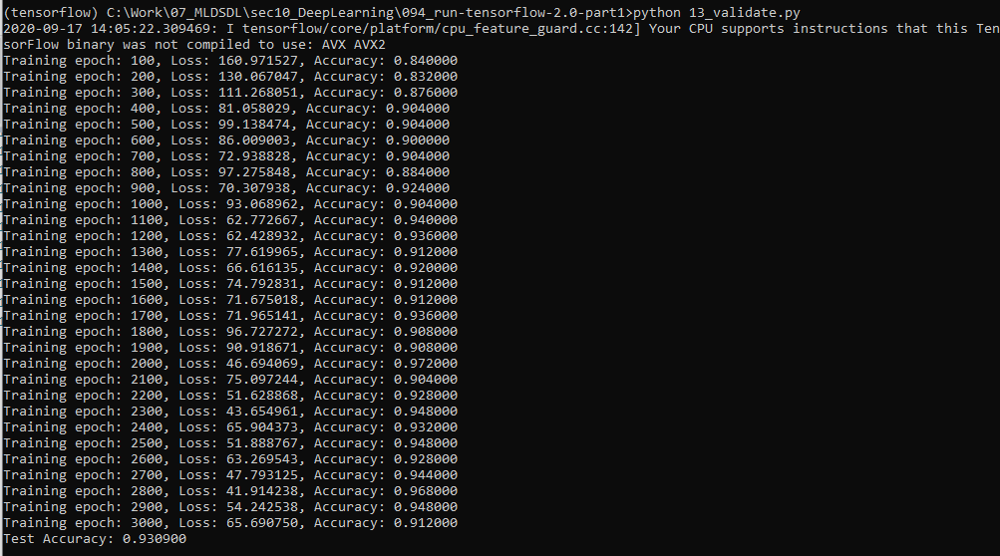 (tensorflow) C:\Work\07_MLDSDL\sec10_DeepLearning\094_run-tensorflow-2.0-part1>python 13_validate.py
2020-09-17 14:05:22.309469: I tensorflow/core/platform/cpu_feature_guard.cc:142] Your CPU supports instructions that this Ten
sorFlow binary was not compiled to use: AVX AVX2
Training epoch: 100, Loss: 160.971527, Accuracy: 0.840000
Training epoch: 200, Loss: 130.067047, Accuracy: 0.832000
Training epoch: 300, Loss: 111.268051, Accuracy: 0.876000
Training epoch: 400, Loss: 81.058029, Accuracy: 0.904000
Training epoch: 500, Loss: 99.138474, Accuracy: 0.904000
Training epoch: 600, Loss: 86.009003, Accuracy: 0.900000
Training epoch: 700, Loss: 72.938828, Accuracy: 0.904000
Training epoch: 800, Loss: 97.275848, Accuracy: 0.884000
Training epoch: 900, Loss: 70.307938, Accuracy: 0.924000
Training epoch: 1000, Loss: 93.068962, Accuracy: 0.904000
Training epoch: 1100, Loss: 62.772667, Accuracy: 0.940000
Training epoch: 1200, Loss: 62.428932, Accuracy: 0.936000
Training epoch: 1300, Loss: 77.619965, Accuracy: 0.912000
Training epoch: 1400, Loss: 66.616135, Accuracy: 0.920000
Training epoch: 1500, Loss: 74.792831, Accuracy: 0.912000
Training epoch: 1600, Loss: 71.675018, Accuracy: 0.912000
Training epoch: 1700, Loss: 71.965141, Accuracy: 0.936000
Training epoch: 1800, Loss: 96.727272, Accuracy: 0.908000
Training epoch: 1900, Loss: 90.918671, Accuracy: 0.908000
Training epoch: 2000, Loss: 46.694069, Accuracy: 0.972000
Training epoch: 2100, Loss: 75.097244, Accuracy: 0.904000
Training epoch: 2200, Loss: 51.628868, Accuracy: 0.928000
Training epoch: 2300, Loss: 43.654961, Accuracy: 0.948000
Training epoch: 2400, Loss: 65.904373, Accuracy: 0.932000
Training epoch: 2500, Loss: 51.888767, Accuracy: 0.948000
Training epoch: 2600, Loss: 63.269543, Accuracy: 0.928000
Training epoch: 2700, Loss: 47.793125, Accuracy: 0.944000
Training epoch: 2800, Loss: 41.914238, Accuracy: 0.968000
Training epoch: 2900, Loss: 54.242538, Accuracy: 0.948000
Training epoch: 3000, Loss: 65.690750, Accuracy: 0.912000
Test Accuracy: 0.930900